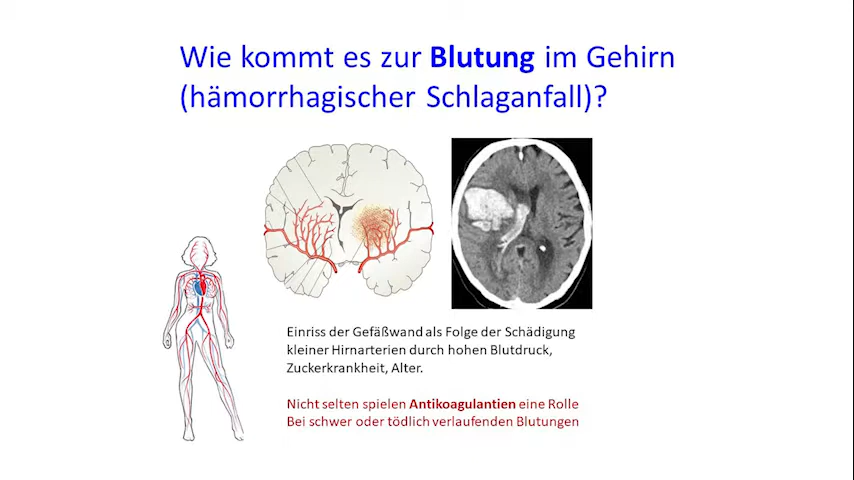 Wie kommt es zur Blutung im Gehirn
(hämorrhagischer Schlaganfall)?
Einriss der Gefäßwand als Folge der Schädigung
kleiner Hirnarterien durch hohen Blutdruck,
Zuckerkrankheit, Alter.
Nicht selten spielen Antikoagulantien eine Rolle
Bei schwer oder tödlich verlaufenden Blutungen